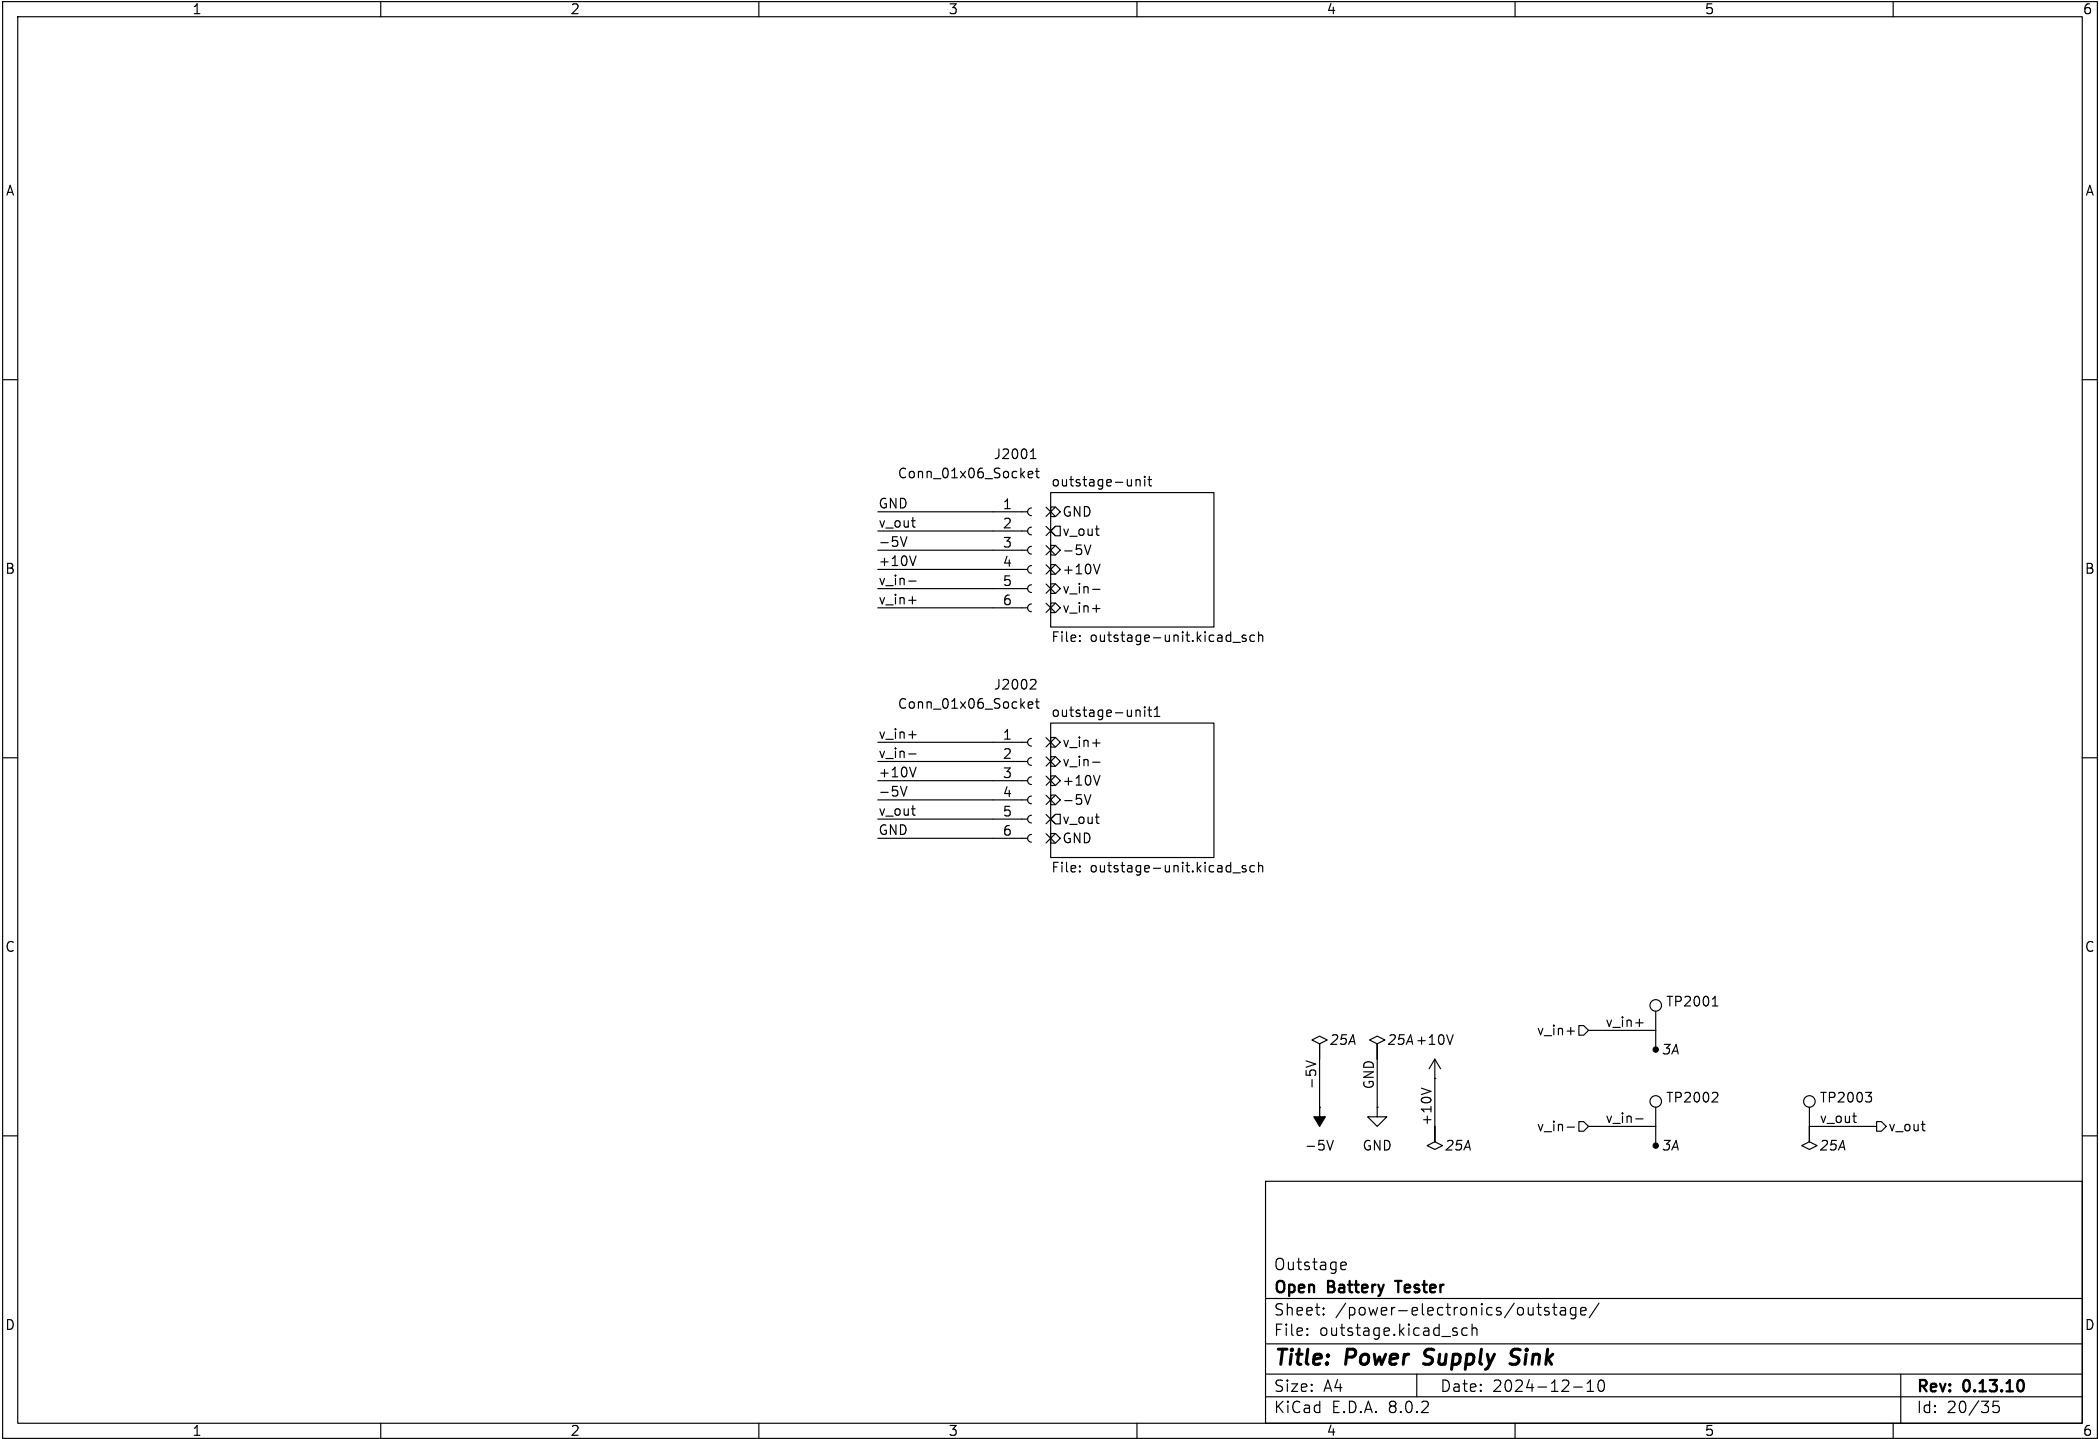 1 2 3 4 5 6
A A
J2001
Conn_01x06_Socket
outstage-unit
GND 1 GND
v_out 2 v_out
-5V 3 -5V
+10V 4 +10V
v_in- 5 v_in-
v_in+ 6 v_in+
File: outstage-unit.kicad_sch
B B
J2002
Conn_01x06_Socket
outstage-unit1
v_in+ 1 v_in+
v_in- 2 v_in-
+10V 3 +10V
-5V 4 -5V
v_out 5 v_out
GND 6 GND
File: outstage-unit.kicad_sch
C C
TP2001
v_in+ v_in+
3A
25A 25A +10V
-5V GND +10V
-5V GND 25A
TP2002
v_in- v_in-
3A
TP2003
v_out v_out
25A
Outstage
Open Battery Tester
Sheet: /power-electronics/outstage/
File: outstage.kicad_sch
D D
Title: Power Supply Sink
Size: A4 Date: 2024-12-10 Rev: 0.13.10
KiCad E.D.A. 8.0.2 Id: 20/35
1 2 3 4 5 6